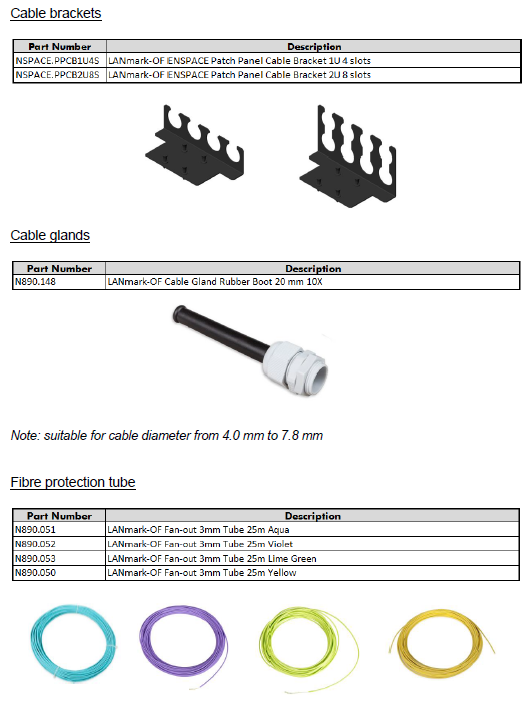 Cable brackets
Part Number Description
NSPACE.PPCB1U4S LANmark-OF ENSPACE Patch Panel Cable Bracket 1U 4 slots
NSPACE.PPCB2U8S LANmark-OF ENSPACE Patch Panel Cable Bracket 2U 8 slots
Cable glands
Part Number Description
N890.148 LANmark-OF Cable Gland Rubber Boot 20 mm 10X
Note: suitable for cable diameter from 4.0 mm to 7.8 mm
Fibre protection tube
Part Number Description
N890.051 LANmark-OF Fan-out 3mm Tube 25m Aqua
N890.052 LANmark-OF Fan-out 3mm Tube 25m Violet
N890.053 LANmark-OF Fan-out 3mm Tube 25m Lime Green
N890.050 LANmark-OF Fan-out 3mm Tube 25m Yellow